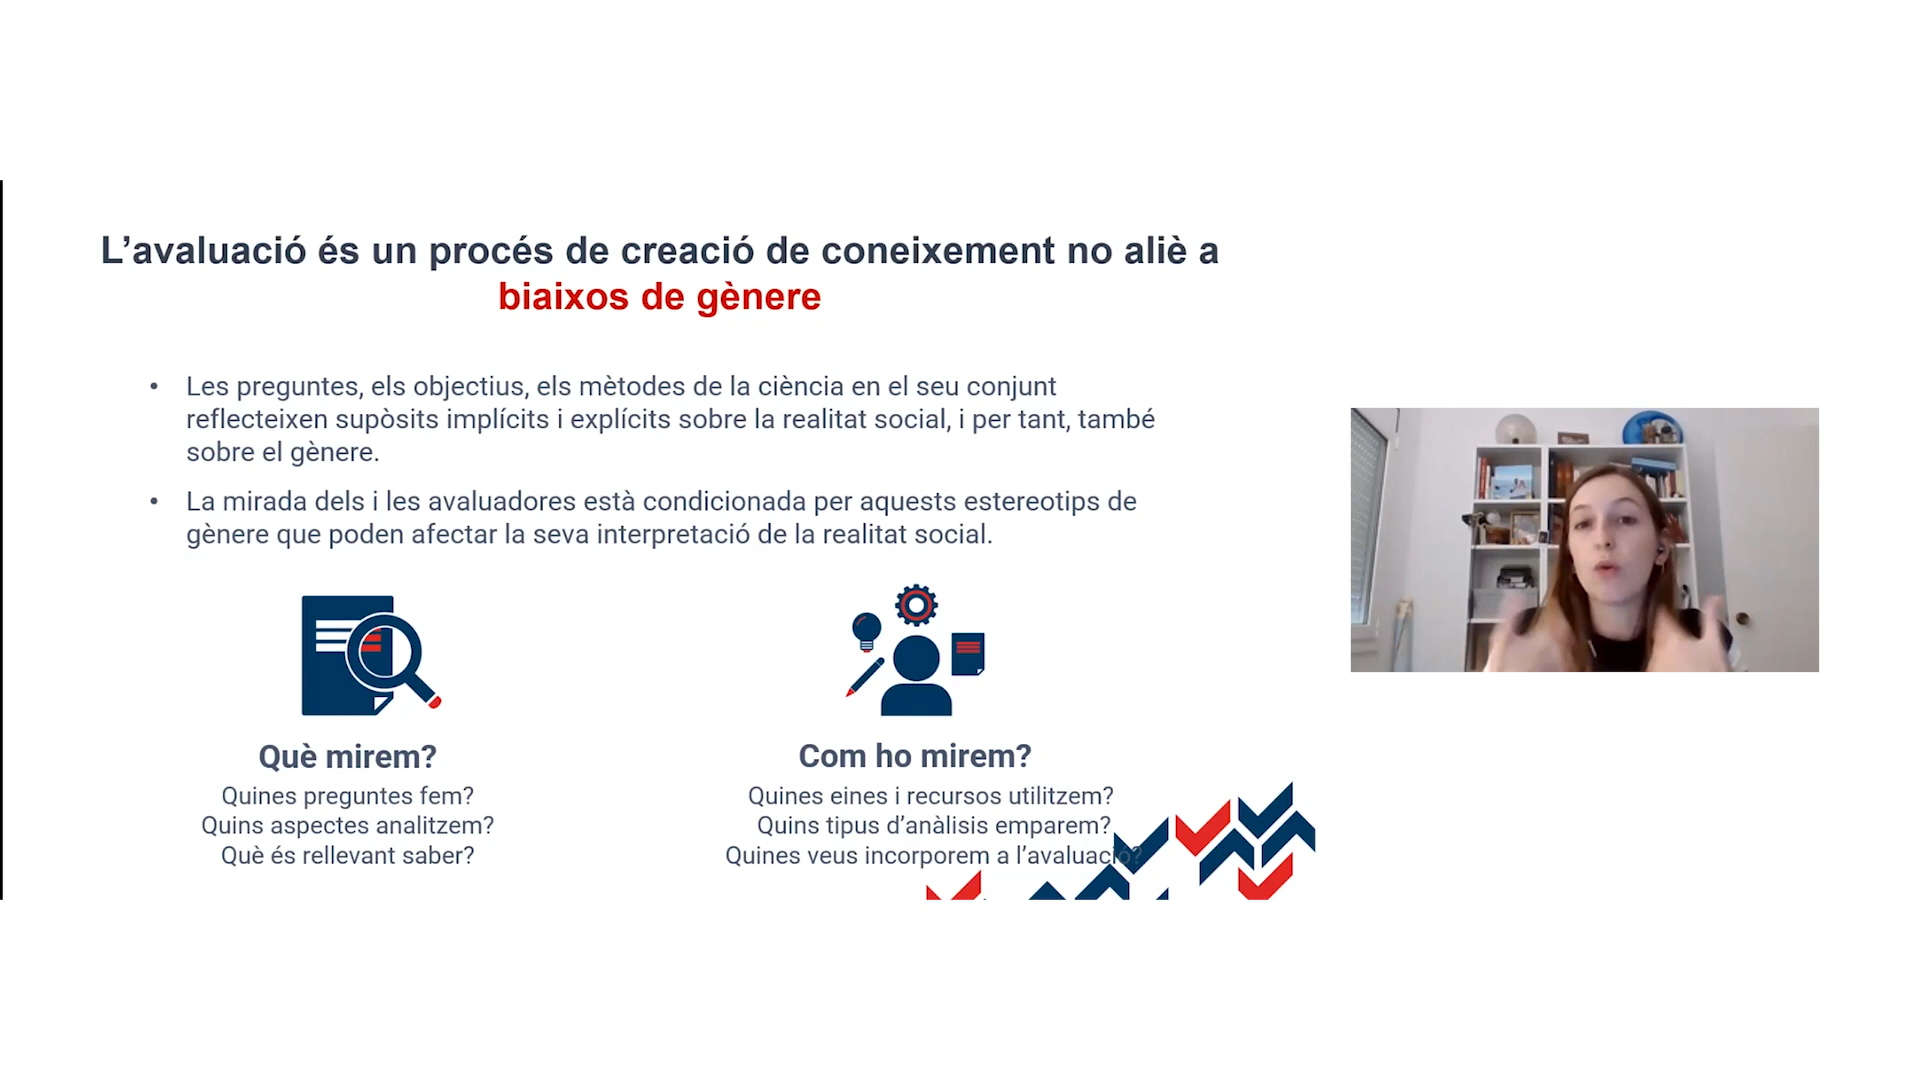 L’avaluació és un procés de creació de coneixement no aliè a
biaixos de gènere
• Les preguntes, els objectius, els mètodes de la ciència en el seu conjunt
reflecteixen supòsits implícits i explícits sobre la realitat social, i per tant, també
sobre el gènere.
• La mirada dels i les avaluadores està condicionada per aquests estereotips de
gènere que poden afectar la seva interpretació de la realitat social.
Què mirem?
Quines preguntes fem?
Quins aspectes analitzem?
Què és rellevant saber?
Com ho mirem?
Quines eines i recursos utilitzem?
Quins tipus d’anàlisis emparem?
Quines veus incorporem a l’avaluació?